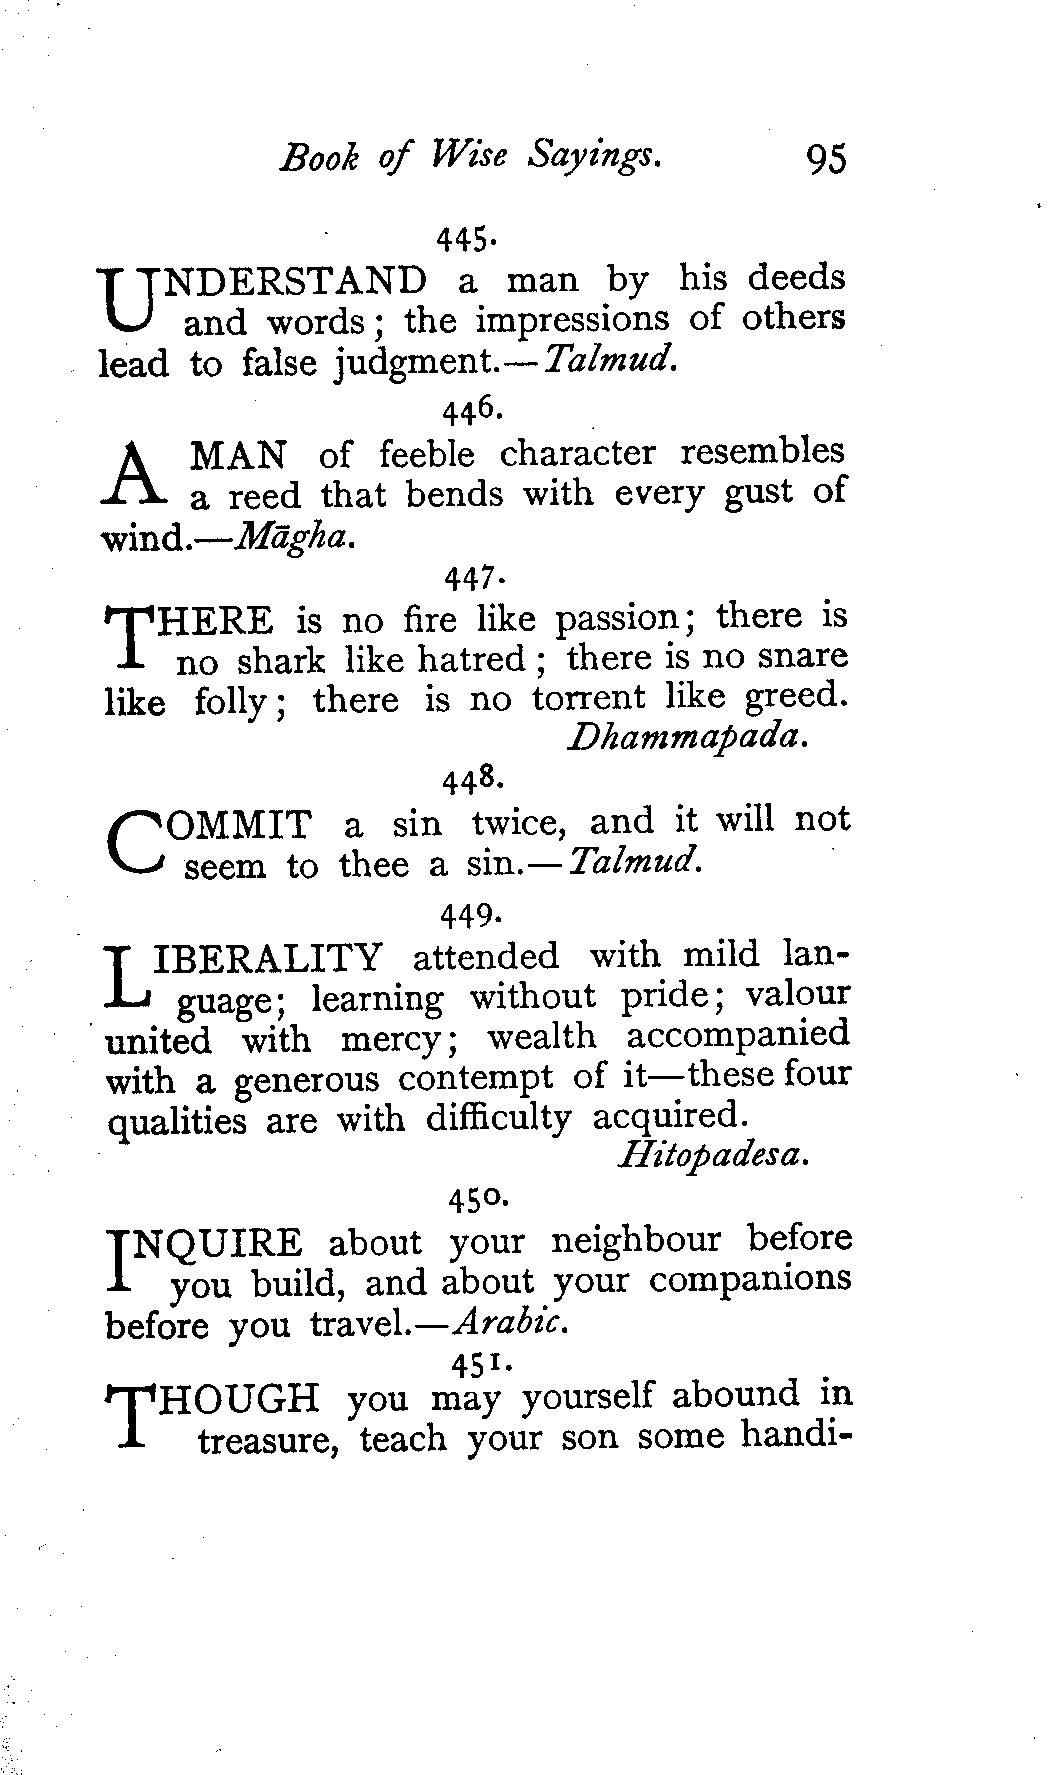 Book of Wise Sayings. 95
445.
UNDERSTAND a man by his deeds
and words; the impressions of others
lead to false judgment.—Talmud.
446.
A MAN of feeble character resembles
a reed that bends with every gust of
wind.—Māgha.
447.
THERE is no fire like passion; there is
no shark like hatred; there is no snare
like folly; there is no torrent like greed.
Dhammapada.
448.
COMMIT a sin twice, and it will not
seem to thee a sin.—Talmud.
449.
LIBERALITY attended with mild lan-
guage; learning without pride; valour
united with mercy; wealth accompanied
with a generous contempt of it—these four
qualities are with difficulty acquired.
Hitopadesa.
450.
INQUIRE about your neighbour before
you build, and about your companions
before you travel.—Arabic.
451.
THOUGH you may yourself abound in
treasure, teach your son some handi-